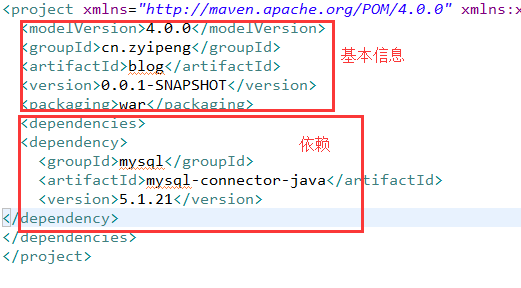 <project xmlns="http://maven.apache.org/POM/4.0.0" xmlns:x
<modelVersion>4.0.0</modelVersion>
<groupId>cn.zyipeng</groupId>
基本信息
<artifactId>blog</artifactId>
<version>0.0.1-SNAPSHOT</version>
<packaging>war</packaging>
<dependencies>
<dependency>
依赖
<groupId>mysql</groupId>
<artifactId>mysql-connector-java</artifactId>
<version>5.1.21</version>
</dependency>
</dependencies>
</project>